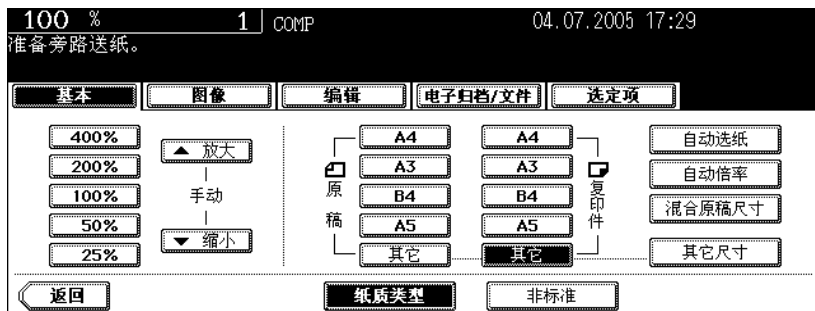 100 % 1 COMP 04.07.2005 17:29
准备旁路送纸。
基本 图像 编辑 电子归档/文件 选定项
400%
200%
100%
50%
25%
▲ 放大
手动
▼ 缩小
原稿
A4
A3
B4
A5
其它
A4
A3
B4
A5
其它
复印件
自动选纸
自动倍率
混合原稿尺寸
其它尺寸
返回 纸质类型 非标准